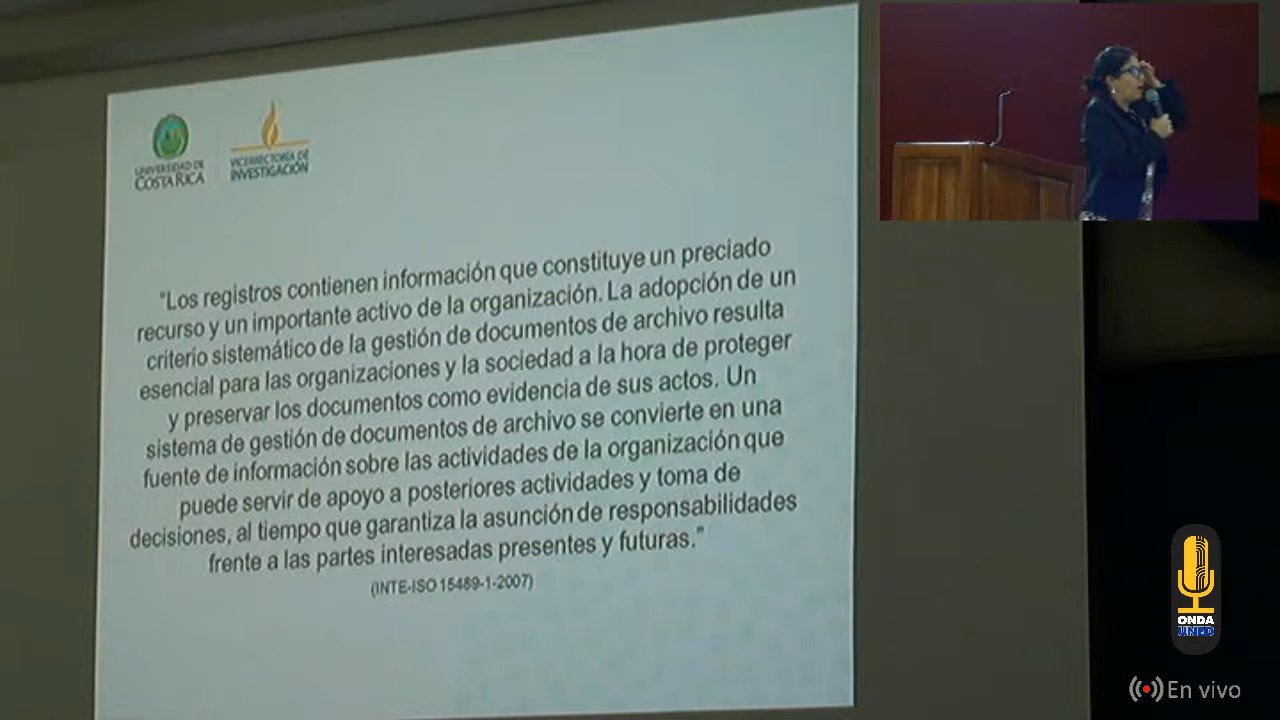 UNIVERSIDAD DE
COSTA RICA
VICERRECTORÍA DE
INVESTIGACIÓN
"Los registros contienen información que constituye un preciado
recurso y un importante activo de la organización. La adopción de un
criterio sistemático de la gestión de documentos de archivo resulta
esencial para las organizaciones y la sociedad a la hora de proteger
y preservar los documentos como evidencia de sus actos. Un
sistema de gestión de documentos de archivo se convierte en una
fuente de información sobre las actividades de la organización que
puede servir de apoyo a posteriores actividades y toma de
decisiones, al tiempo que garantiza la asunción de responsabilidades
frente a las partes interesadas presentes y futuras."
(INTE-ISO 15489-1-2007)
ONDA
UNED
En vivo